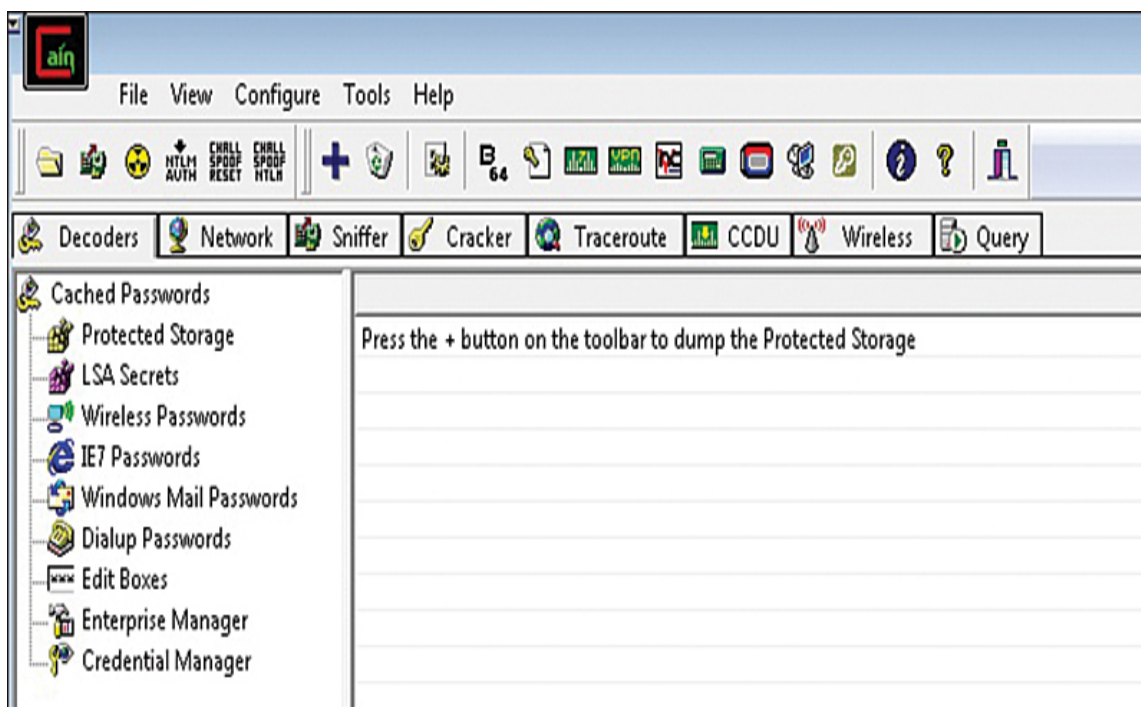 Cain
File View Configure Tools Help
NTLM AUTH CHALL SPOOF RESET CHALL SPOOF NTLM B 64 VPN
Decoders Network Sniffer Cracker Traceroute CCDU Wireless Query
Cached Passwords
Protected Storage
Press the + button on the toolbar to dump the Protected Storage
LSA Secrets
Wireless Passwords
IE7 Passwords
Windows Mail Passwords
Dialup Passwords
Edit Boxes
Enterprise Manager
Credential Manager